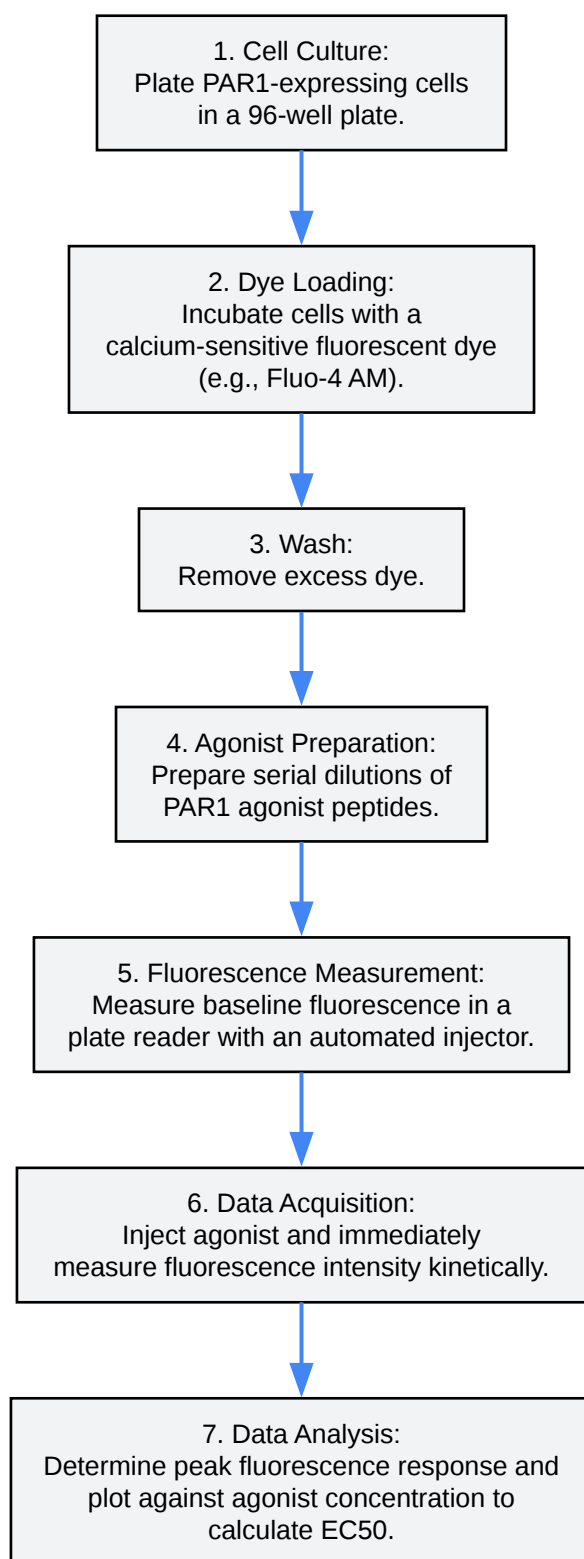 1. Cell Culture:
Plate PAR1-expressing cells
in a 96-well plate.
2. Dye Loading:
Incubate cells with a
calcium-sensitive fluorescent dye
(e.g., Fluo-4 AM).
3. Wash:
Remove excess dye.
4. Agonist Preparation:
Prepare serial dilutions of
PAR1 agonist peptides.
5. Fluorescence Measurement:
Measure baseline fluorescence in a
plate reader with an automated injector.
6. Data Acquisition:
Inject agonist and immediately
measure fluorescence intensity kinetically.
7. Data Analysis:
Determine peak fluorescence response and
plot against agonist concentration to
calculate EC50.